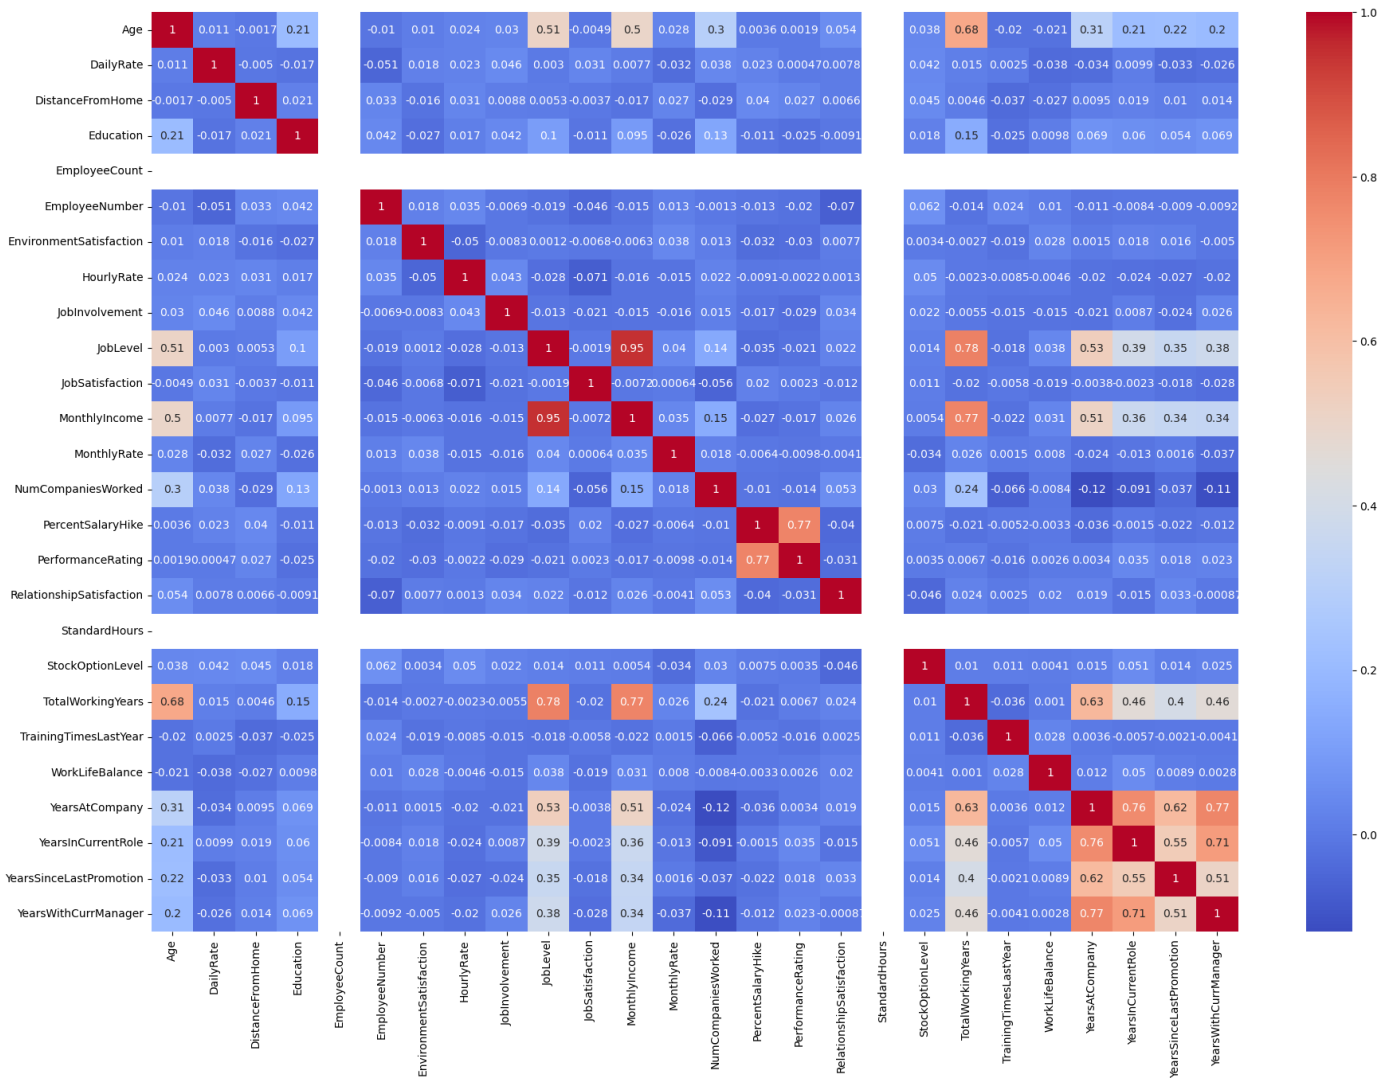 Age 1 0.011 -0.0017 0.21 -0.01 0.01 0.024 0.03 0.51 -0.0049 0.5 0.028 0.3 0.0036 0.0019 0.054 0.038 0.68 -0.02 -0.021 0.31 0.21 0.22 0.2
DailyRate 0.011 1 -0.005 -0.017 -0.051 0.018 0.023 0.046 0.003 0.031 0.0077 -0.032 0.038 0.023 0.00047 0.0078 0.042 0.015 0.0025 -0.038 -0.034 0.0099 -0.033 -0.026
DistanceFromHome -0.0017 -0.005 1 0.021 0.033 -0.016 0.031 0.0088 0.0053 -0.0037 -0.017 0.027 -0.029 0.04 0.027 0.0066 0.045 0.0046 -0.037 -0.027 0.0095 0.019 0.01 0.014
Education 0.21 -0.017 0.021 1 0.042 -0.027 0.017 0.042 0.1 -0.011 0.095 -0.026 0.13 -0.011 -0.025 -0.0091 0.018 0.15 -0.025 0.0098 0.069 0.06 0.054 0.069
EmployeeCount
EmployeeNumber -0.01 -0.051 0.033 0.042 1 0.018 0.035 -0.0069 -0.019 -0.046 -0.015 0.013 -0.0013 -0.013 -0.02 -0.07 0.062 -0.014 0.024 0.01 -0.011 -0.0084 -0.009 -0.0092
EnvironmentSatisfaction 0.01 0.018 -0.016 -0.027 0.018 1 -0.05 -0.0083 0.0012 -0.0068 -0.0063 0.038 0.013 -0.032 -0.03 0.0077 0.0034 -0.0027 -0.019 0.028 0.0015 0.018 0.016 -0.005
HourlyRate 0.024 0.023 0.031 0.017 0.035 -0.05 1 0.043 -0.028 -0.071 -0.016 -0.015 0.022 -0.0091 -0.0022 0.0013 0.05 -0.0023 -0.0085 -0.0046 -0.02 -0.024 -0.027 -0.02
JobInvolvement 0.03 0.046 0.0088 0.042 -0.0069 -0.0083 0.043 1 -0.013 -0.021 -0.015 -0.016 0.015 -0.017 -0.029 0.034 0.022 -0.0055 -0.015 -0.015 -0.021 0.0087 -0.024 0.026
JobLevel 0.51 0.003 0.0053 0.1 -0.019 0.0012 -0.028 -0.013 1 -0.0019 0.95 0.04 0.14 -0.035 -0.021 0.022 0.014 0.78 -0.018 0.038 0.53 0.39 0.35 0.38
JobSatisfaction -0.0049 0.031 -0.0037 -0.011 -0.046 -0.0068 -0.071 -0.021 -0.0019 1 -0.0072 0.00064 -0.056 0.02 0.0023 -0.012 0.011 -0.02 -0.0058 -0.019 -0.0038 -0.0023 -0.018 -0.028
MonthlyIncome 0.5 0.0077 -0.017 0.095 -0.015 -0.0063 -0.016 -0.015 0.95 -0.0072 1 0.035 0.15 -0.027 -0.017 0.026 0.0054 0.77 -0.022 0.031 0.51 0.36 0.34 0.34
MonthlyRate 0.028 -0.032 0.027 -0.026 0.013 0.038 -0.015 -0.016 0.04 0.00064 0.035 1 0.018 -0.0064 -0.0098 -0.0041 -0.034 0.026 0.0015 0.008 -0.024 -0.013 0.0016 -0.037
NumCompaniesWorked 0.3 0.038 -0.029 0.13 -0.0013 0.013 0.022 0.015 0.14 -0.056 0.15 0.018 1 -0.01 -0.014 0.053 0.03 0.24 -0.066 -0.0084 -0.12 -0.091 -0.037 -0.11
PercentSalaryHike 0.0036 0.023 0.04 -0.011 -0.013 -0.032 -0.0091 -0.017 -0.035 0.02 -0.027 -0.0064 -0.01 1 0.77 -0.04 0.0075 -0.021 -0.0052 -0.0033 -0.036 -0.0015 -0.022 -0.012
PerformanceRating 0.0019 0.00047 0.027 -0.025 -0.02 -0.03 -0.0022 -0.029 -0.021 0.0023 -0.017 -0.0098 -0.014 0.77 1 -0.031 0.0035 0.0067 -0.016 0.0026 0.0034 0.035 0.018 0.023
RelationshipSatisfaction 0.054 0.0078 0.0066 -0.0091 -0.07 0.0077 0.0013 0.034 0.022 -0.012 0.026 -0.0041 0.053 -0.04 -0.031 1 -0.046 0.024 0.0025 0.02 0.019 -0.015 0.033 -0.00087
StandardHours
StockOptionLevel 0.038 0.042 0.045 0.018 0.062 0.0034 0.05 0.022 0.014 0.011 0.0054 -0.034 0.03 0.0075 0.0035 -0.046 1 0.01 0.011 0.0041 0.015 0.051 0.014 0.025
TotalWorkingYears 0.68 0.015 0.0046 0.15 -0.014 -0.0027 -0.0023 -0.0055 0.78 -0.02 0.77 0.026 0.24 -0.021 0.0067 0.024 0.01 1 -0.036 0.001 0.63 0.46 0.4 0.46
TrainingTimesLastYear -0.02 0.0025 -0.037 -0.025 0.024 -0.019 -0.0085 -0.015 -0.018 -0.0058 -0.022 0.0015 -0.066 -0.0052 -0.016 0.0025 0.011 -0.036 1 0.028 0.0036 -0.0057 -0.0021 -0.0041
WorkLifeBalance -0.021 -0.038 -0.027 0.0098 0.01 0.028 -0.0046 -0.015 0.038 -0.019 0.031 0.008 -0.0084 -0.0033 0.0026 0.02 0.0041 0.001 0.028 1 0.012 0.05 0.0089 0.0028
YearsAtCompany 0.31 -0.034 0.0095 0.069 -0.011 0.0015 -0.02 -0.021 0.53 -0.0038 0.51 -0.024 -0.12 -0.036 0.0034 0.019 0.015 0.63 0.0036 0.012 1 0.76 0.62 0.77
YearsInCurrentRole 0.21 0.0099 0.019 0.06 -0.0084 0.018 -0.024 0.0087 0.39 -0.0023 0.36 -0.013 -0.091 -0.0015 0.035 -0.015 0.051 0.46 -0.0057 0.05 0.76 1 0.55 0.71
YearsSinceLastPromotion 0.22 -0.033 0.01 0.054 -0.009 0.016 -0.027 -0.024 0.35 -0.018 0.34 0.0016 -0.037 -0.022 0.018 0.033 0.014 0.4 -0.0021 0.0089 0.62 0.55 1 0.51
YearsWithCurrManager 0.2 -0.026 0.014 0.069 -0.0092 -0.005 -0.02 0.026 0.38 -0.028 0.34 -0.037 -0.11 -0.012 0.023 -0.00087 0.025 0.46 -0.0041 0.0028 0.77 0.71 0.51 1
Age
DailyRate
DistanceFromHome
Education
EmployeeCount
EmployeeNumber
EnvironmentSatisfaction
HourlyRate
JobInvolvement
JobLevel
JobSatisfaction
MonthlyIncome
MonthlyRate
NumCompaniesWorked
PercentSalaryHike
PerformanceRating
RelationshipSatisfaction
StandardHours
StockOptionLevel
TotalWorkingYears
TrainingTimesLastYear
WorkLifeBalance
YearsAtCompany
YearsInCurrentRole
YearsSinceLastPromotion
YearsWithCurrManager
1.0
0.8
0.6
0.4
0.2
0.0